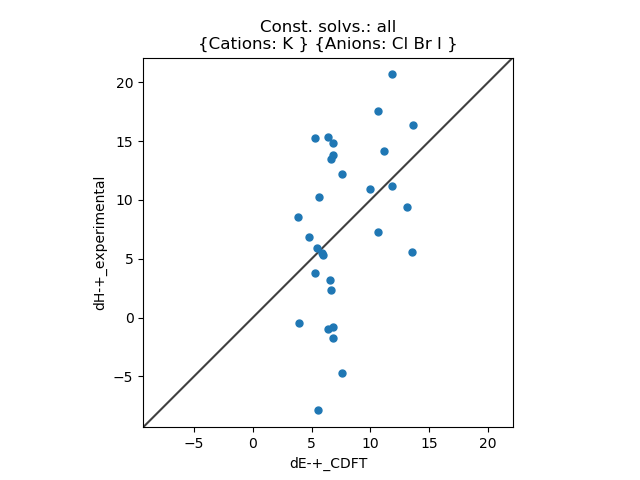 Const. solvs.: all
{Cations: K } {Anions: Cl Br I }
20
15
10
5
0
−5
dH-+_experimental
−5 0 5 10 15 20
dE-+_CDFT